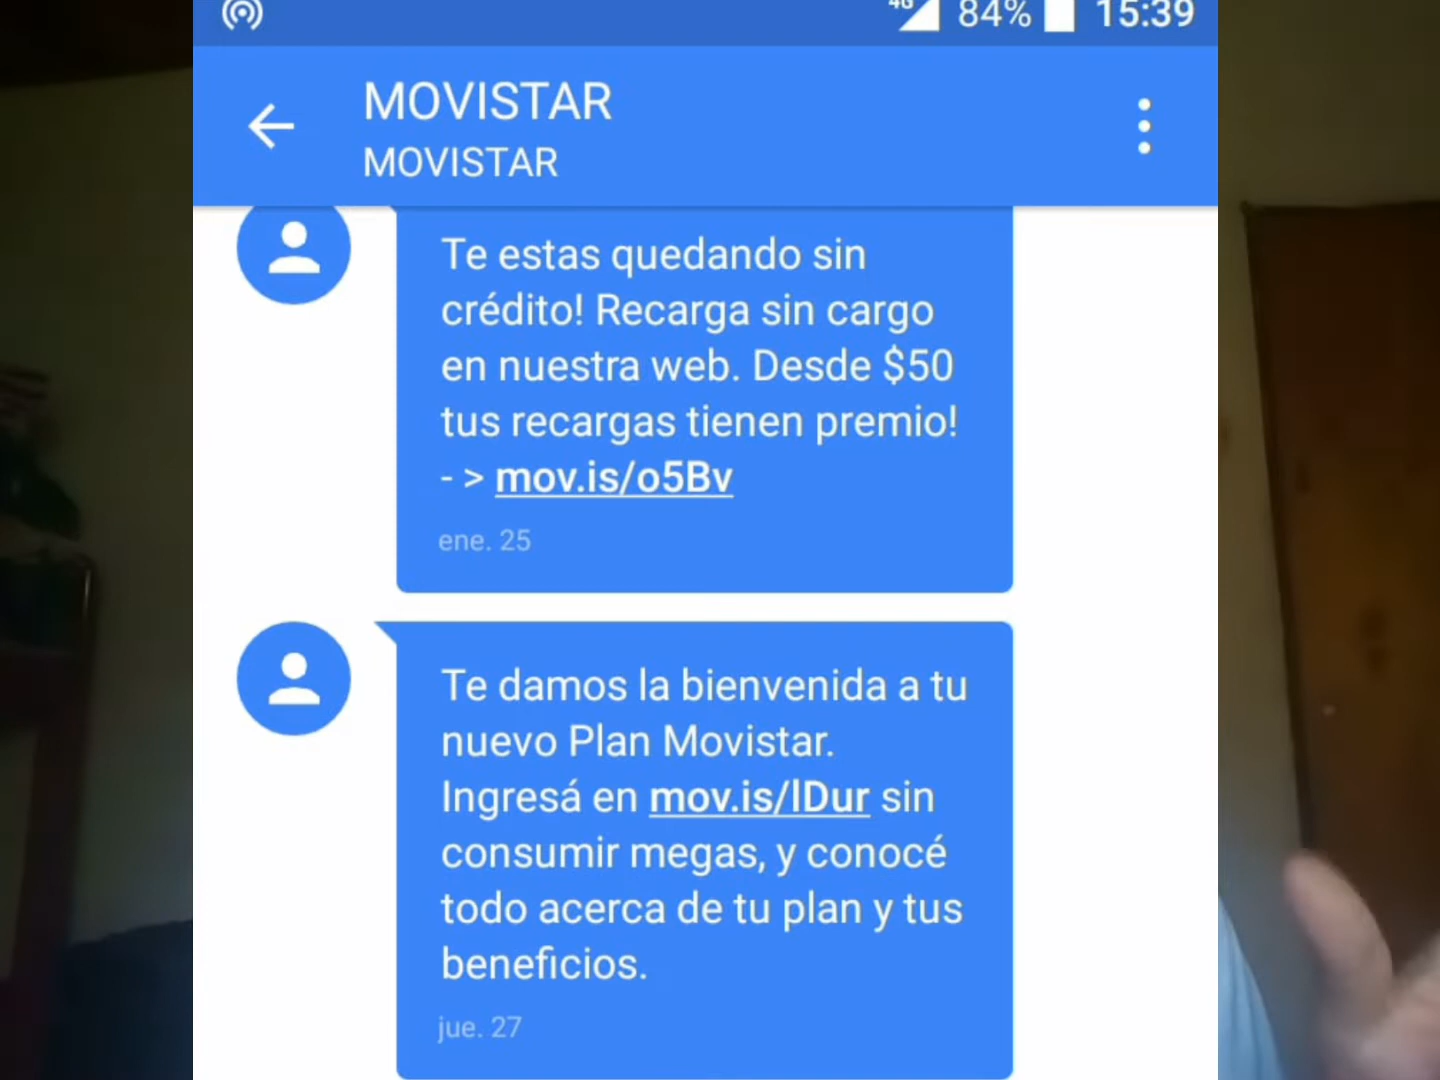 4G 84% 15:39
MOVISTAR
MOVISTAR
Te estas quedando sin
crédito! Recarga sin cargo
en nuestra web. Desde $50
tus recargas tienen premio!
- > mov.is/o5Bv
ene. 25
Te damos la bienvenida a tu
nuevo Plan Movistar.
Ingresá en mov.is/lDur sin
consumir megas, y conocé
todo acerca de tu plan y tus
beneficios.
jue. 27